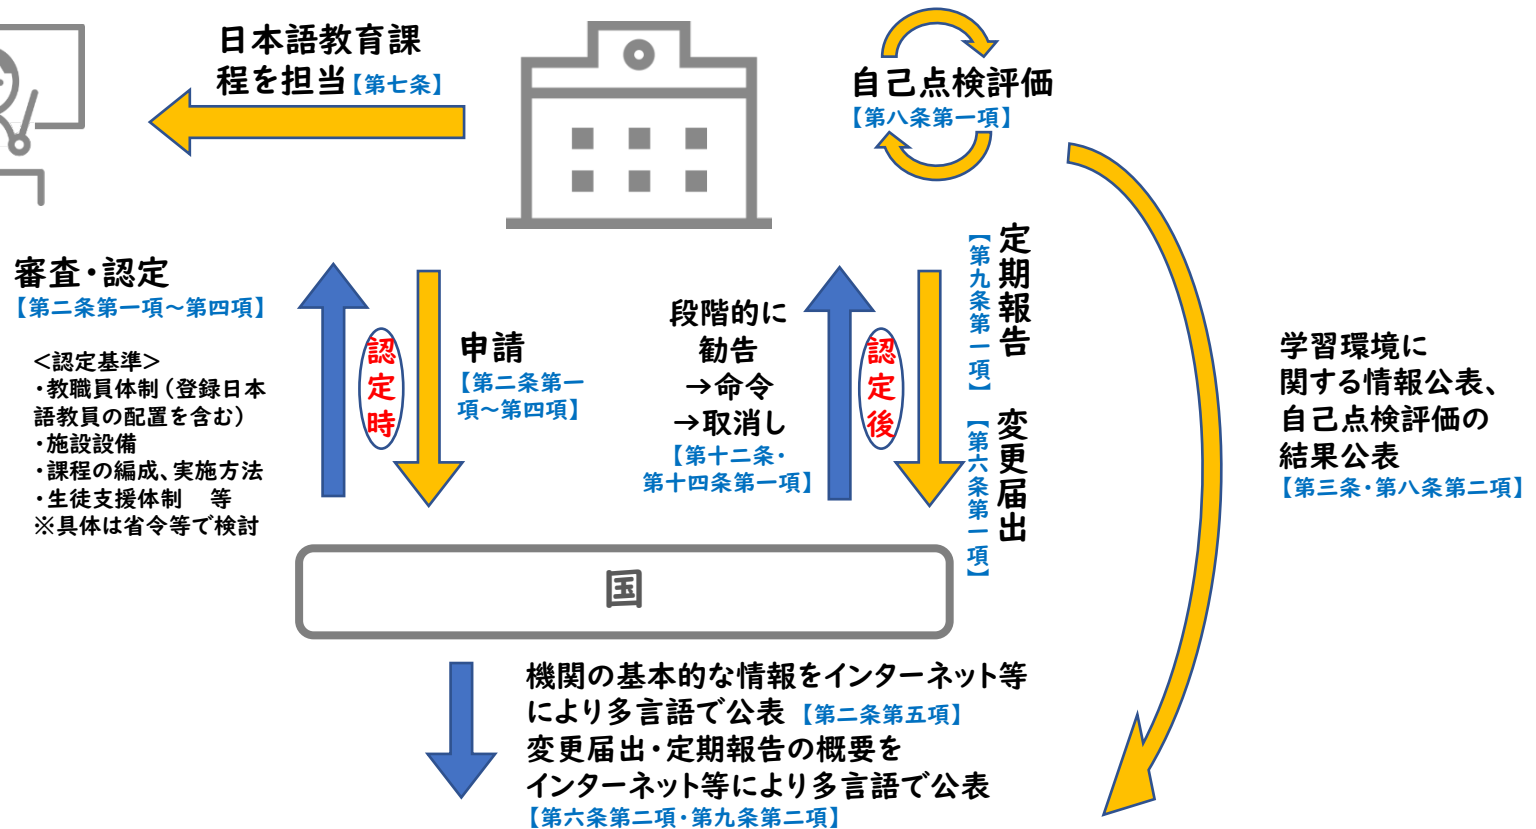 日本語教育課
程を担当【第七条】
自己点検評価
【第八条第一項】
審査・認定
【第二条第一項～第四項】
＜認定基準＞
・教職員体制（登録日本
語教員の配置を含む）
・施設設備
・課程の編成、実施方法
・生徒支援体制　等
※具体は省令等で検討
認定時
申請
【第二条第一
項～第四項】
段階的に
勧告
→命令
→取消し
【第十二条・
第十四条第一項】
認定後
定期報告
【第九条第一項】
変更届出
【第六条第一項】
学習環境に
関する情報公表、
自己点検評価の
結果公表
【第三条・第八条第二項】
国
機関の基本的な情報をインターネット等
により多言語で公表 【第二条第五項】
変更届出・定期報告の概要を
インターネット等により多言語で公表
【第六条第二項・第九条第二項】